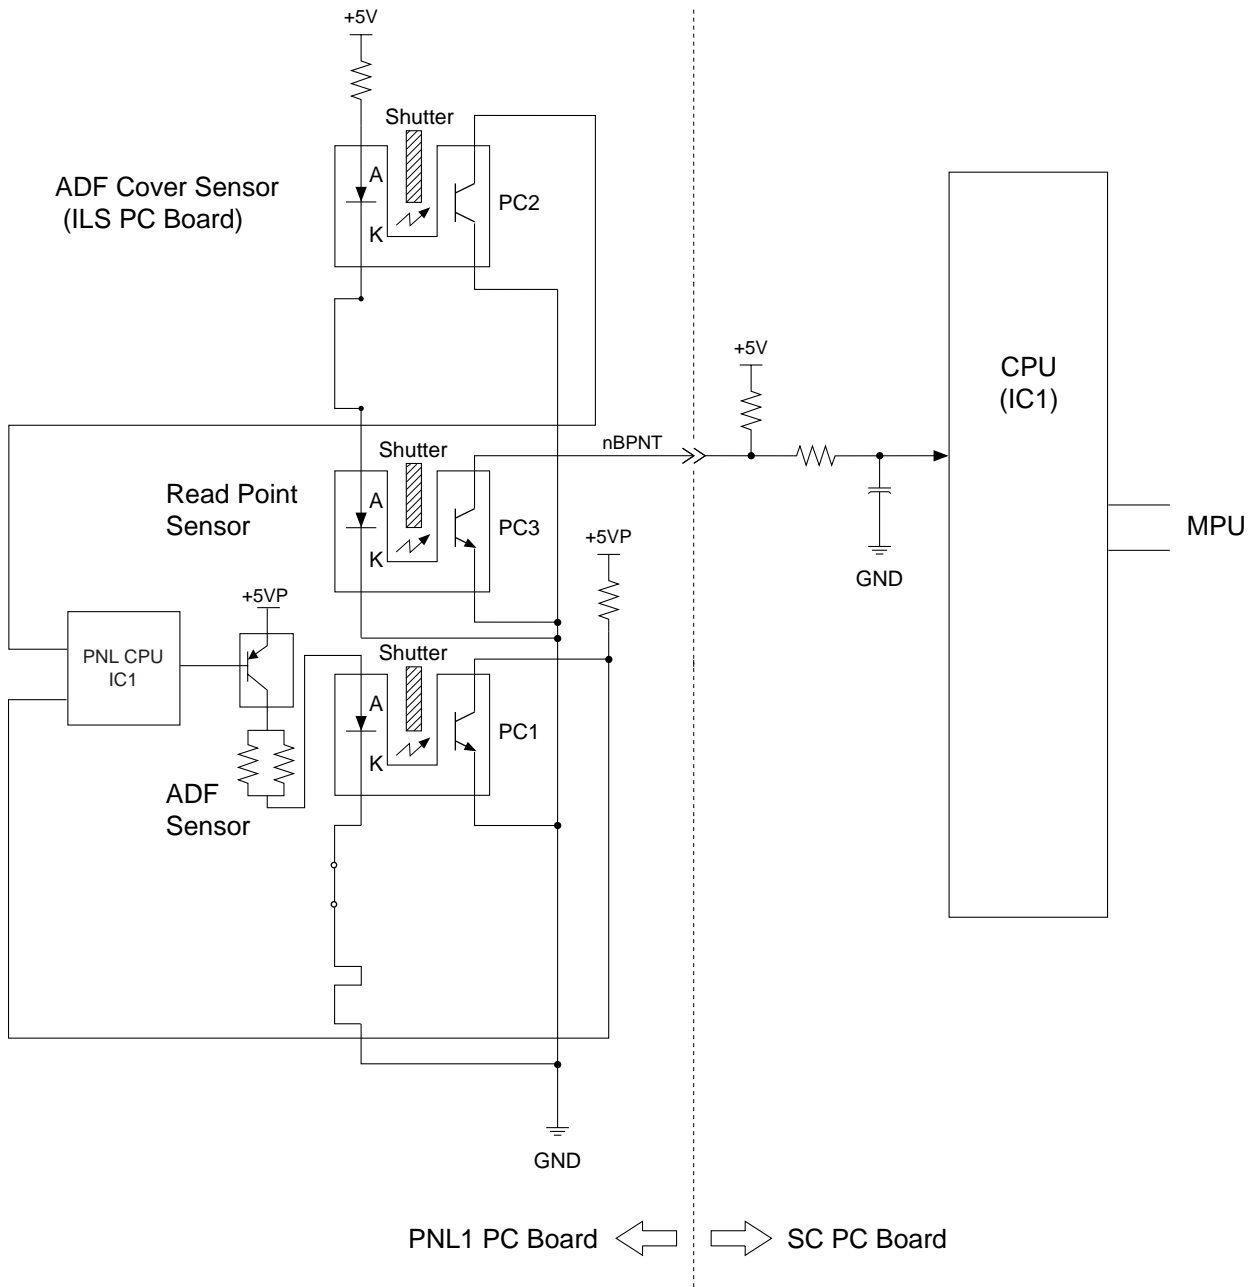 +5V
Shutter
ADF Cover Sensor
(ILS PC Board)
A
K
PC2
+5V
CPU
(IC1)
nBPNT
Shutter
Read Point
Sensor
A
K
PC3
+5VP
MPU
GND
+5VP
PNL CPU
IC1
Shutter
A
K
PC1
ADF
Sensor
GND
PNL1 PC Board
SC PC Board